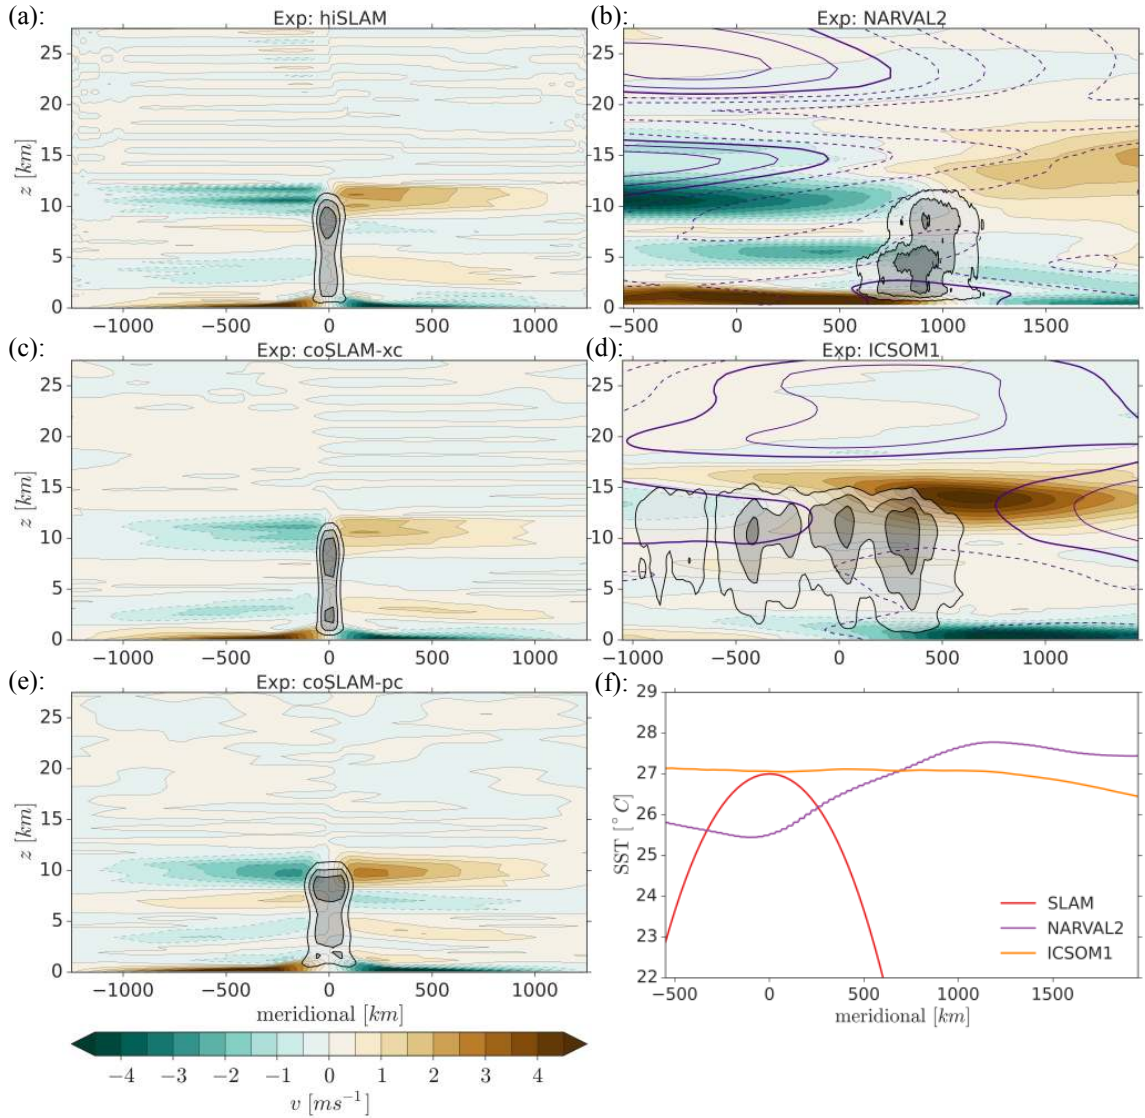 (a): Exp: hiSLAM
(b): Exp: NARVAL2
25
20
15
10
5
0
z [km]
−1000 −500 0 500 1000
25
20
15
10
5
0
z [km]
−500 0 500 1000 1500
(c): Exp: coSLAM-xc
(d): Exp: ICSOM1
25
20
15
10
5
0
z [km]
−1000 −500 0 500 1000
25
20
15
10
5
0
z [km]
−1000 −500 0 500 1000
(e): Exp: coSLAM-pc
(f):
25
20
15
10
5
0
z [km]
−1000 −500 0 500 1000
meridional [km]
29
28
27
26
25
24
23
22
SST [°C]
SLAM
NARVAL2
ICSOM1
−500 0 500 1000 1500
meridional [km]
−4 −3 −2 −1 0 1 2 3 4
v [ms⁻¹]